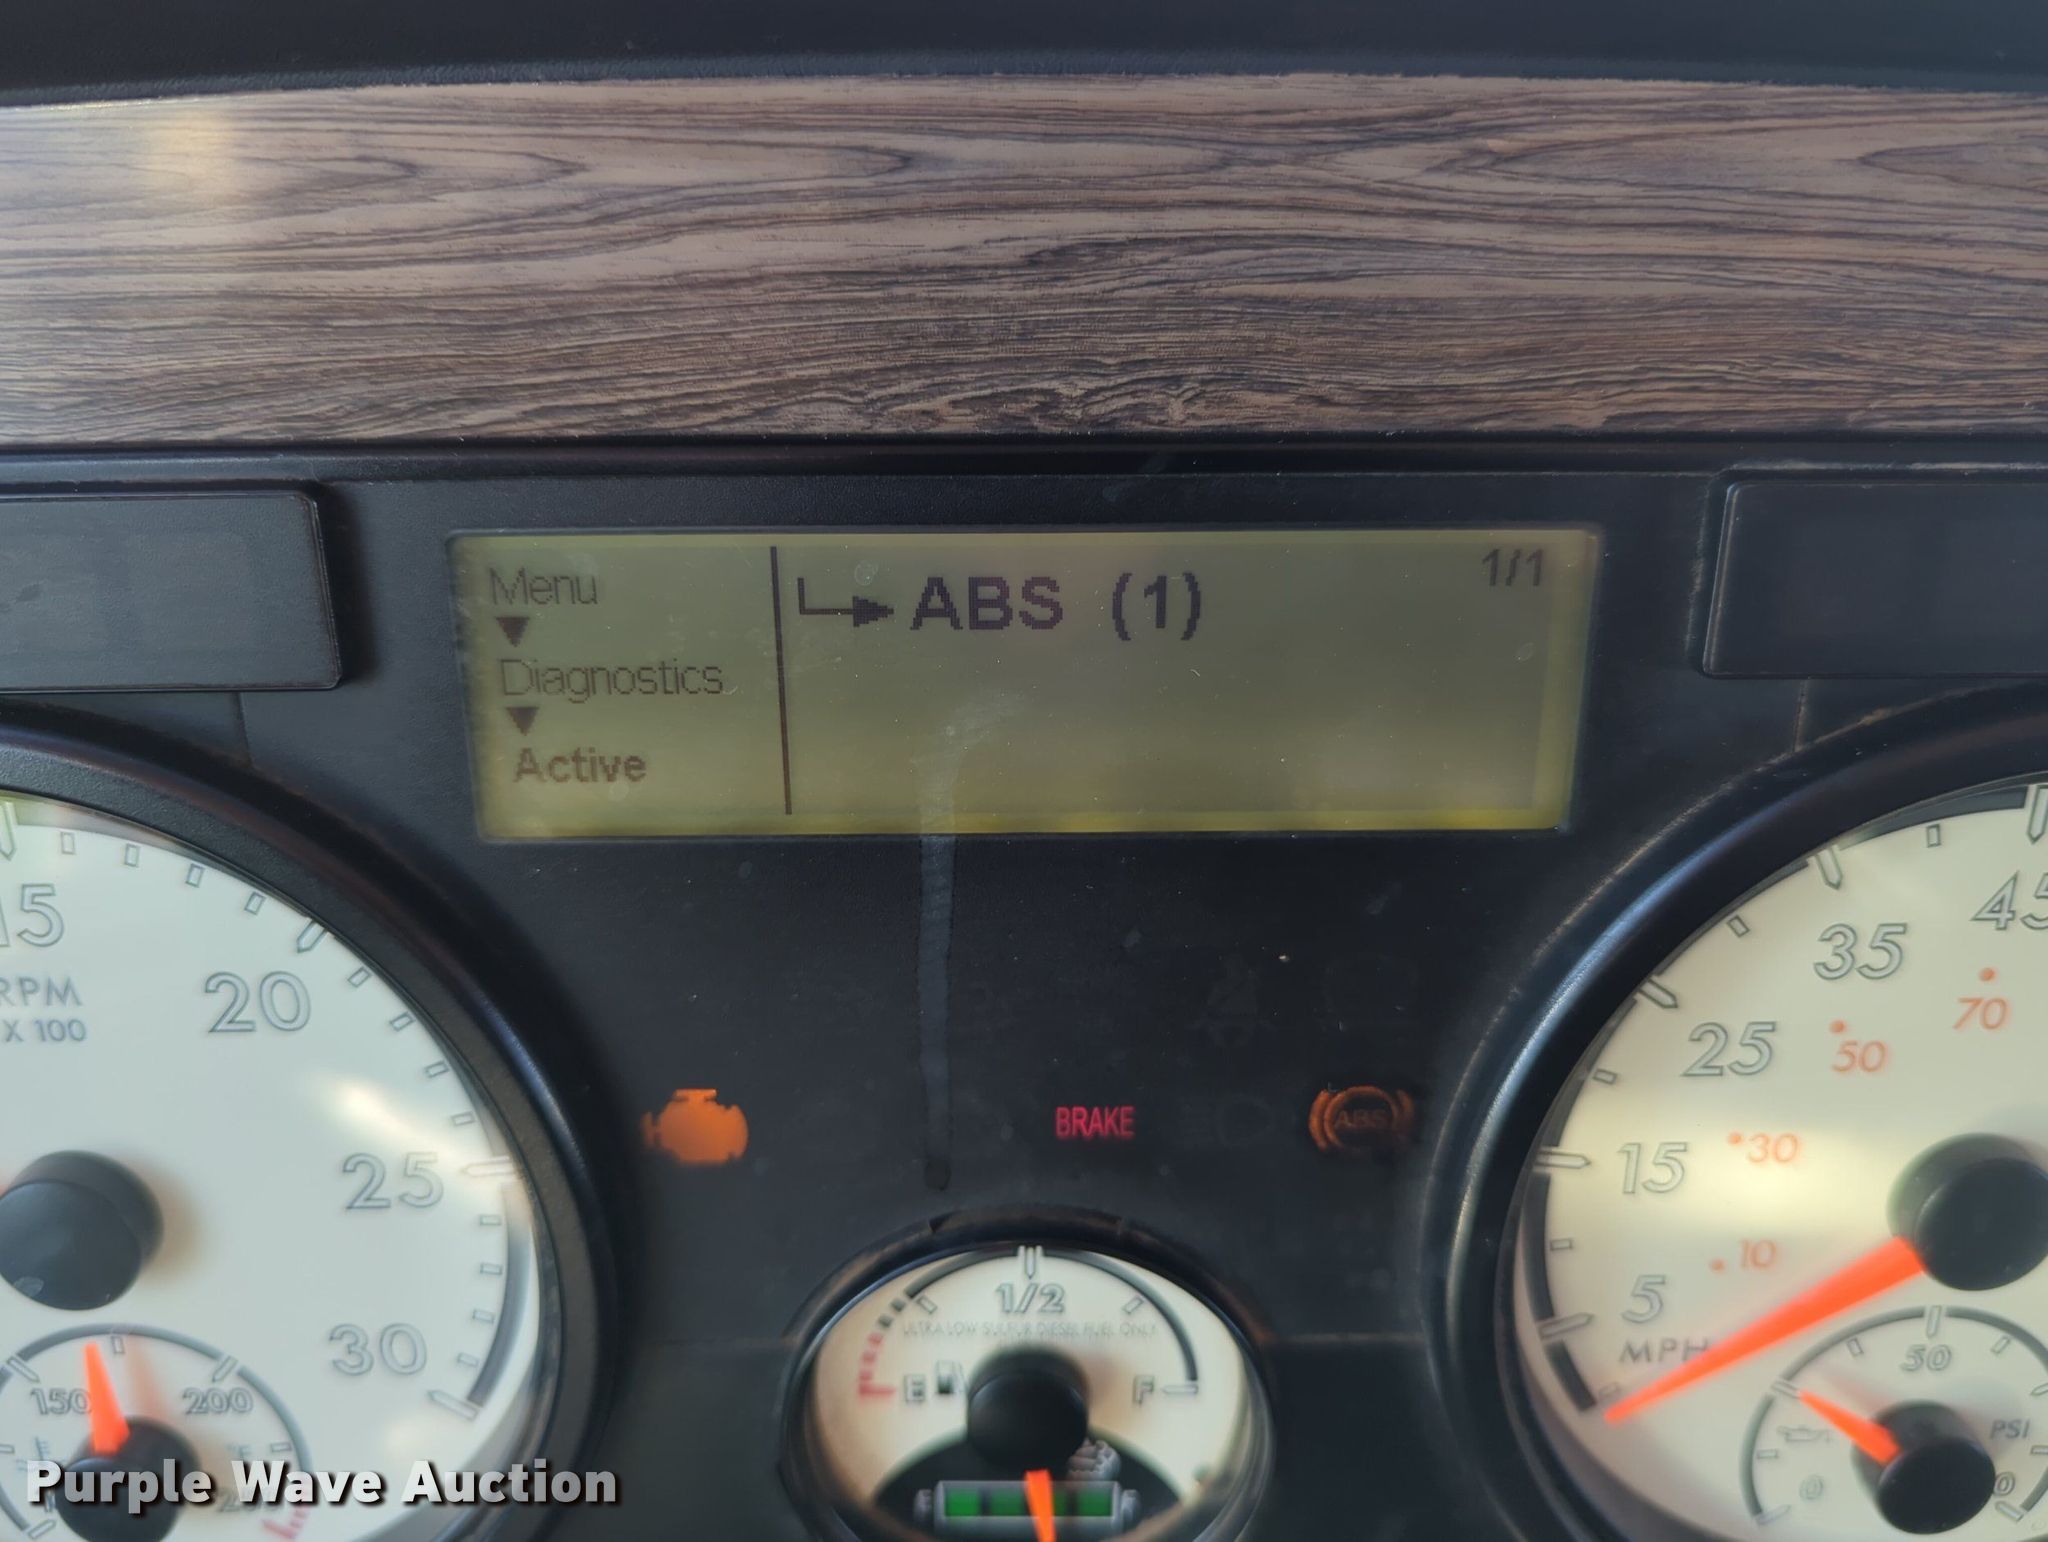 Menu
Diagnostics
Active
ABS (1)
1/1
15
RPM
X 100
20
25
30
150
200
°F
BRAKE
ABS
1/2
ULTRA LOW SULFUR DIESEL FUEL ONLY
E
F
45
35
25
15
5
MPH
70
50
30
10
50
PSI
0
Purple Wave Auction